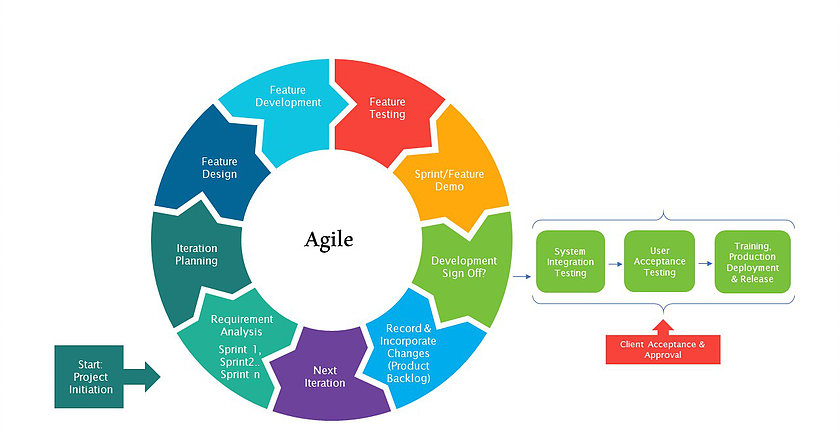 Feature
Development
Feature
Testing
Feature
Design
Sprint/Feature
Demo
Agile
Iteration
Planning
Development
Sign Off?
System
Integration
Testing
User
Acceptance
Testing
Training,
Production
Deployment
& Release
Requirement
Analysis
Sprint 1,
Sprint2..
Sprint n
Record &
Incorporate
Changes
(Product
Backlog)
Next
Iteration
Start:
Project
Initiation
Client Acceptance &
Approval